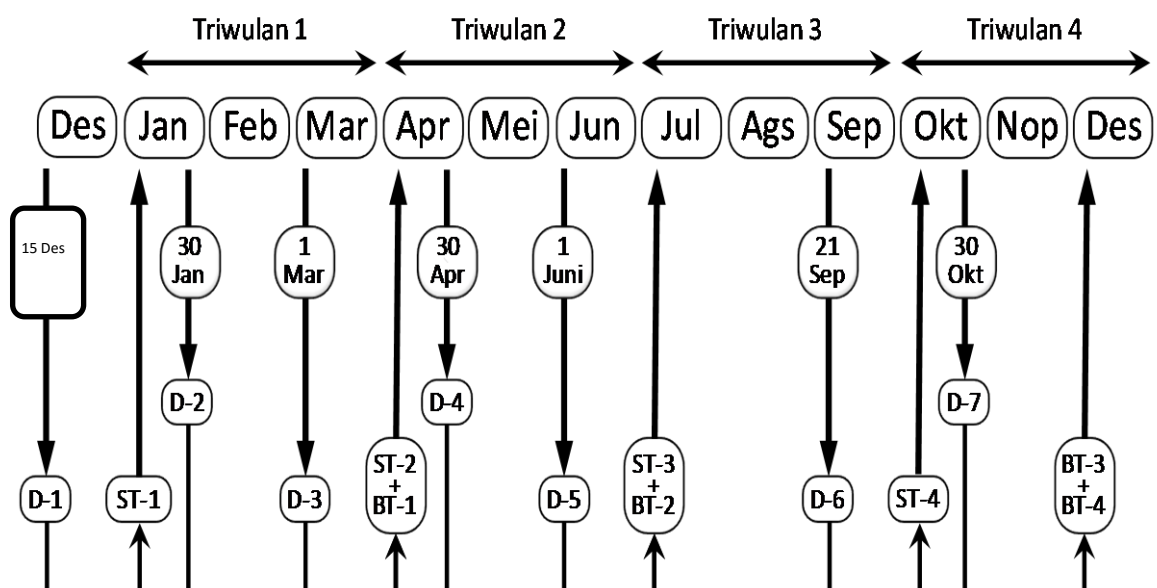 Triwulan 1
Triwulan 2
Triwulan 3
Triwulan 4
Des
Jan
Feb
Mar
Apr
Mei
Jun
Jul
Ags
Sep
Okt
Nop
Des
15 Des
30
Jan
1
Mar
30
Apr
1
Juni
21
Sep
30
Okt
D-2
D-4
D-7
D-1
ST-1
D-3
ST-2
+
BT-1
D-5
ST-3
+
BT-2
D-6
ST-4
BT-3
+
BT-4